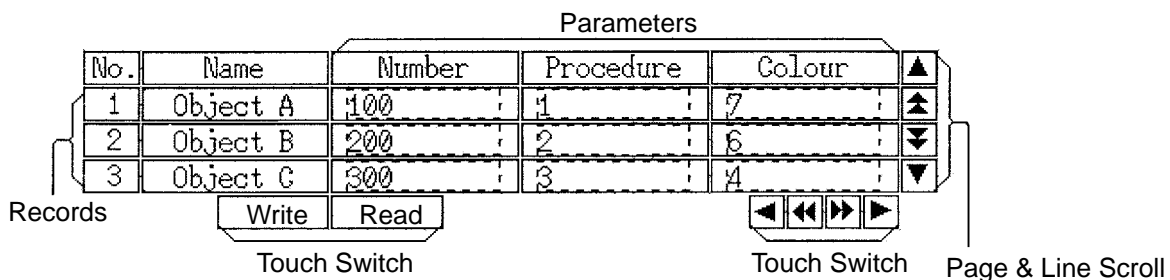 Parameters
No. Name Number Procedure Colour
1 Object A 100 1 7
2 Object B 200 2 6
3 Object C 300 3 4
Records
Write Read
Touch Switch
Touch Switch
Page & Line Scroll